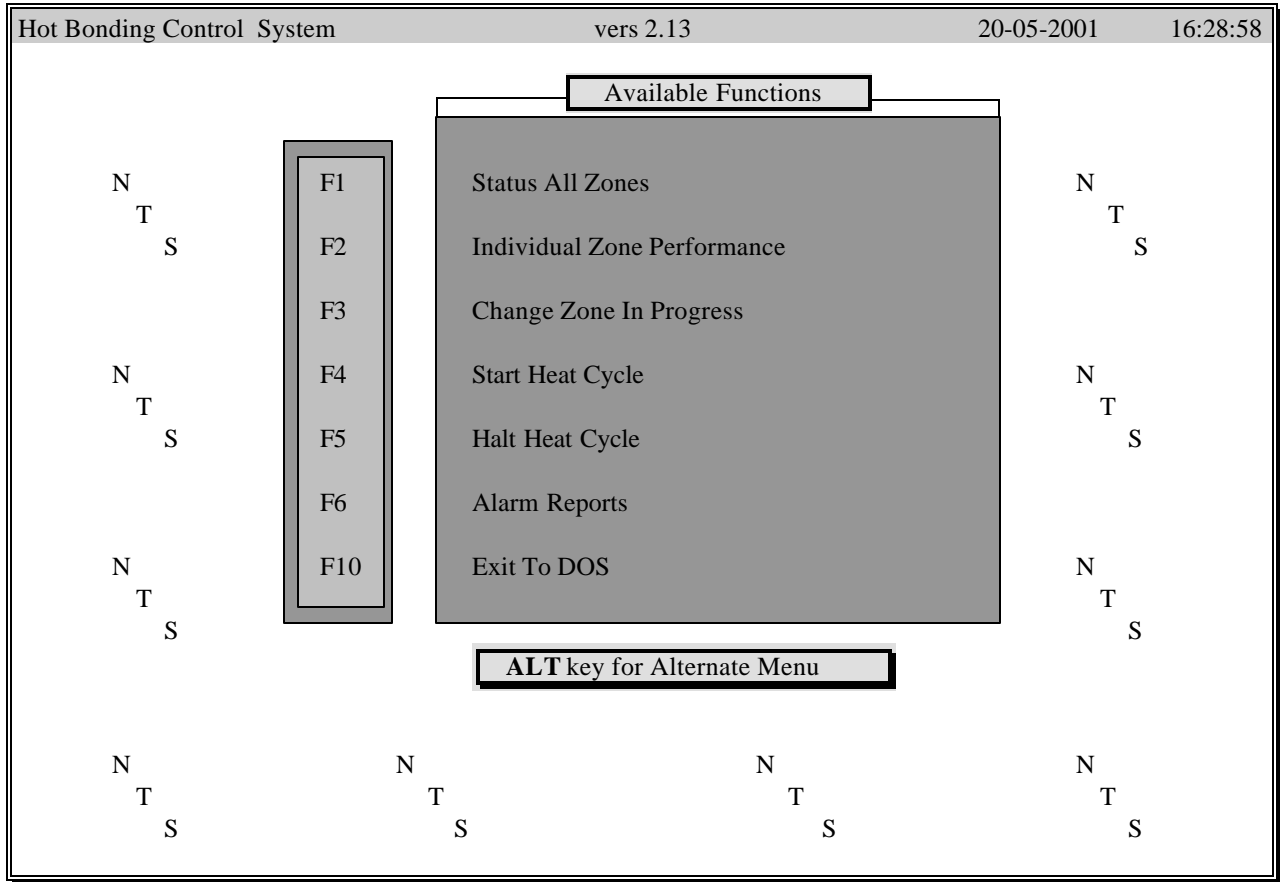 Hot Bonding Control System vers 2.13 20-05-2001 16:28:58
Available Functions
N F1 Status All Zones N
T T
S F2 Individual Zone Performance S
F3 Change Zone In Progress
N F4 Start Heat Cycle N
T T
S F5 Halt Heat Cycle S
F6 Alarm Reports
N F10 Exit To DOS N
T T
S S
ALT key for Alternate Menu
N N N N
T T T T
S S S S